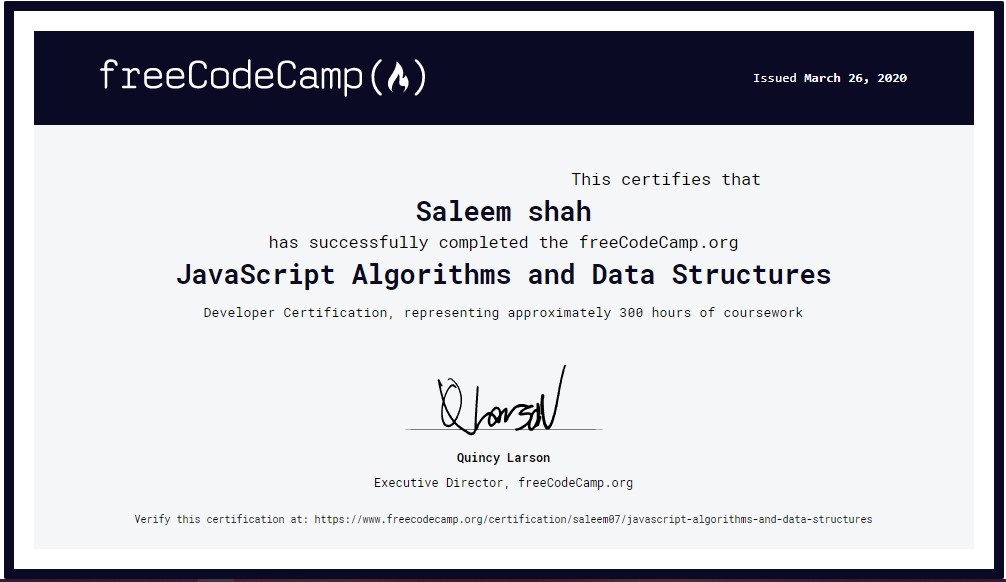 freeCodeCamp(🔥)
Issued March 26, 2020
This certifies that
Saleem shah
has successfully completed the freeCodeCamp.org
JavaScript Algorithms and Data Structures
Developer Certification, representing approximately 300 hours of coursework
Q Larson
Quincy Larson
Executive Director, freeCodeCamp.org
Verify this certification at: https://www.freecodecamp.org/certification/saleem07/javascript-algorithms-and-data-structures